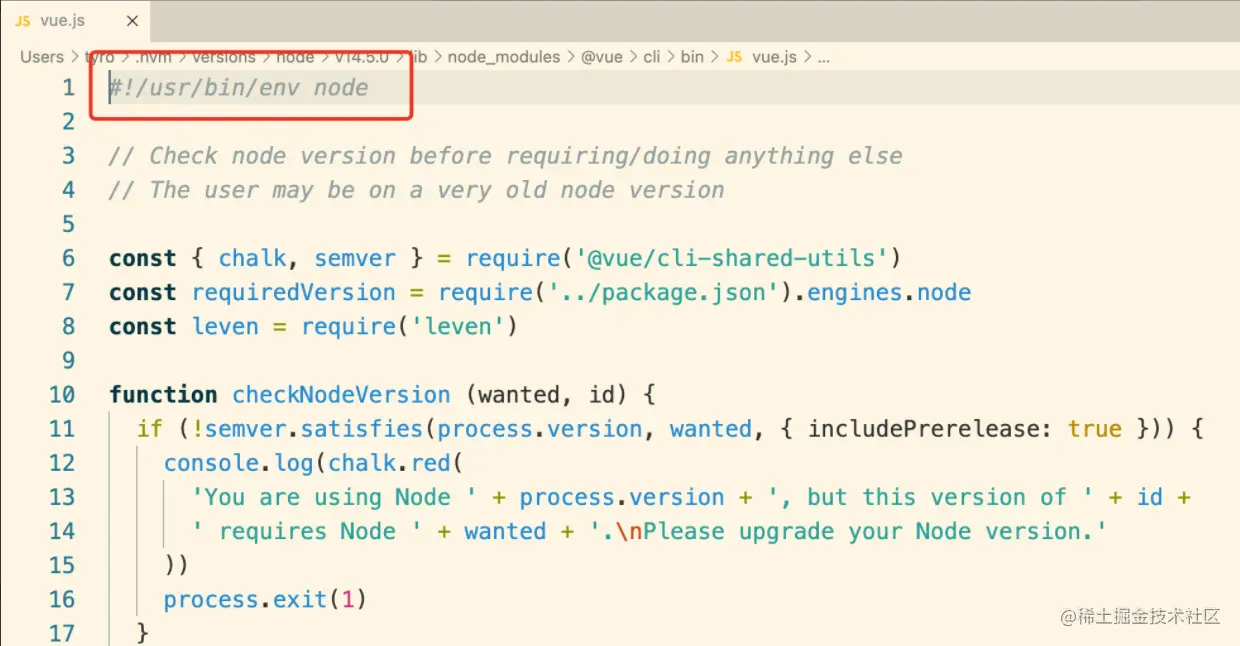 JS vue.js ×
Users > tyro > .nvm > versions > node > v14.5.0 > lib > node_modules > @vue > cli > bin > JS vue.js > ...
1 #!/usr/bin/env node
2
3 // Check node version before requiring/doing anything else
4 // The user may be on a very old node version
5
6 const { chalk, semver } = require('@vue/cli-shared-utils')
7 const requiredVersion = require('../package.json').engines.node
8 const leven = require('leven')
9
10 function checkNodeVersion (wanted, id) {
11 if (!semver.satisfies(process.version, wanted, { includePrerelease: true })) {
12 console.log(chalk.red(
13 'You are using Node ' + process.version + ', but this version of ' + id +
14 ' requires Node ' + wanted + '.\nPlease upgrade your Node version.'
15 ))
16 process.exit(1)
17 }
@稀土掘金技术社区